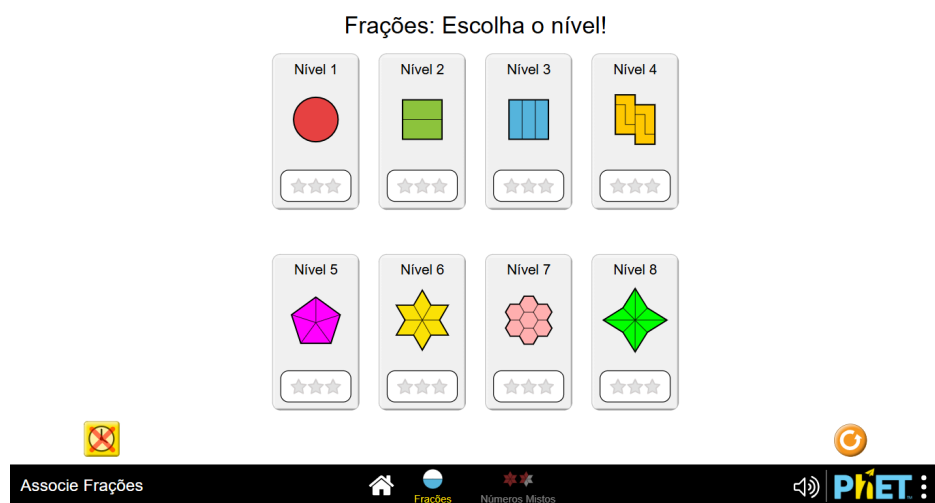 Frações: Escolha o nível!
Nível 1
Nível 2
Nível 3
Nível 4
Nível 5
Nível 6
Nível 7
Nível 8
Associe Frações
Frações
Números Mistos
PhET